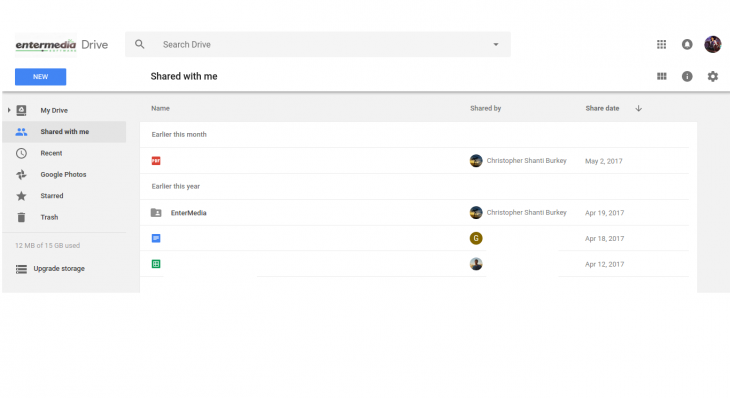 entermedia Drive
Search Drive
NEW
Shared with me
My Drive
Shared with me
Recent
Google Photos
Starred
Trash
12 MB of 15 GB used
Upgrade storage
Name Shared by Share date
Earlier this month
PDF Christopher Shanti Burkey May 2, 2017
Earlier this year
EnterMedia Christopher Shanti Burkey Apr 19, 2017
G Apr 18, 2017
Apr 12, 2017